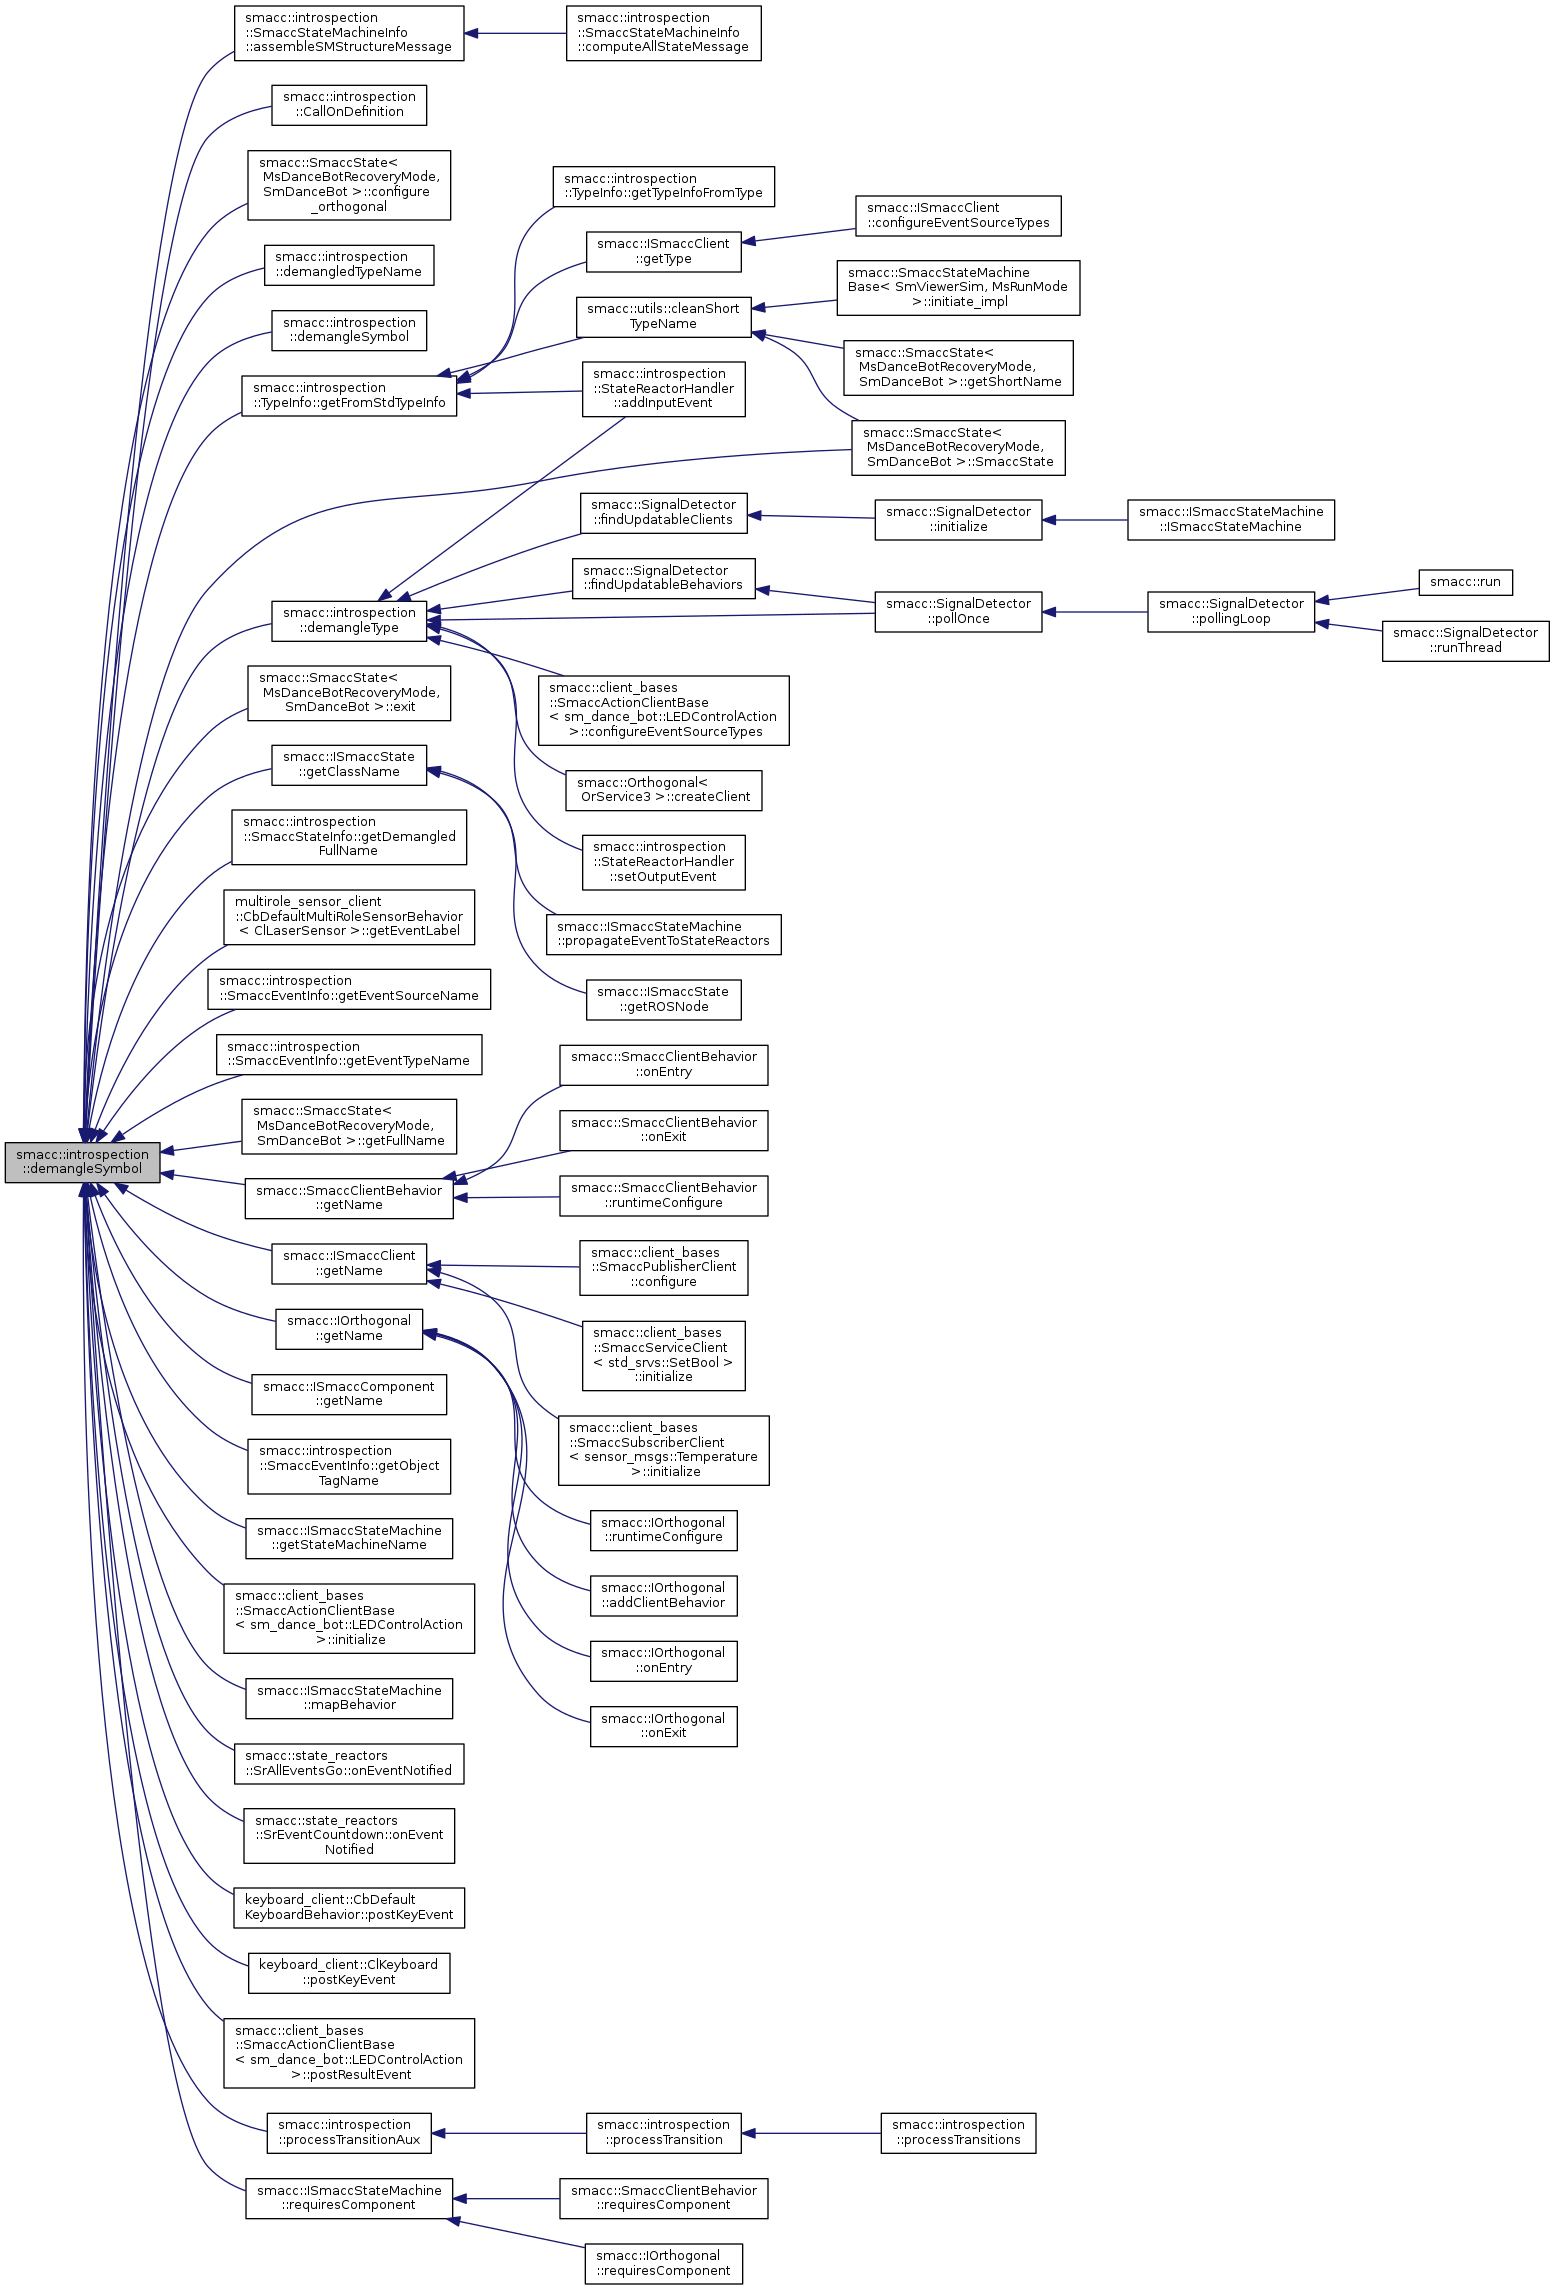 smacc::introspection
::SmaccStateMachineInfo
::assembleSMStructureMessage
smacc::introspection
::SmaccStateMachineInfo
::computeAllStateMessage
smacc::introspection
::CallOnDefinition
smacc::SmaccState<
MsDanceBotRecoveryMode,
SmDanceBot >::configure
_orthogonal
smacc::introspection
::TypeInfo::getTypeInfoFromType
smacc::ISmaccClient
::configureEventSourceTypes
smacc::ISmaccClient
::getType
smacc::introspection
::demangledTypeName
smacc::SmaccStateMachine
Base< SmViewerSim, MsRunMode
>::initiate_impl
smacc::utils::cleanShort
TypeName
smacc::introspection
::demangleSymbol
smacc::SmaccState<
MsDanceBotRecoveryMode,
SmDanceBot >::getShortName
smacc::introspection
::TypeInfo::getFromStdTypeInfo
smacc::introspection
::StateReactorHandler
::addInputEvent
smacc::SmaccState<
MsDanceBotRecoveryMode,
SmDanceBot >::SmaccState
smacc::SignalDetector
::findUpdatableClients
smacc::SignalDetector
::initialize
smacc::ISmaccStateMachine
::ISmaccStateMachine
smacc::SignalDetector
::findUpdatableBehaviors
smacc::run
smacc::introspection
::demangleType
smacc::SignalDetector
::pollOnce
smacc::SignalDetector
::pollingLoop
smacc::SignalDetector
::runThread
smacc::SmaccState<
MsDanceBotRecoveryMode,
SmDanceBot >::exit
smacc::client_bases
::SmaccActionClientBase
< sm_dance_bot::LEDControlAction
>::configureEventSourceTypes
smacc::ISmaccState
::getClassName
smacc::Orthogonal<
OrService3 >::createClient
smacc::introspection
::SmaccStateInfo::getDemangled
FullName
smacc::introspection
::StateReactorHandler
::setOutputEvent
multirole_sensor_client
::CbDefaultMultiRoleSensorBehavior
< ClLaserSensor >::getEventLabel
smacc::ISmaccStateMachine
::propagateEventToStateReactors
smacc::introspection
::SmaccEventInfo::getEventSourceName
smacc::ISmaccState
::getROSNode
smacc::introspection
::SmaccEventInfo::getEventTypeName
smacc::SmaccClientBehavior
::onEntry
smacc::SmaccState<
MsDanceBotRecoveryMode,
SmDanceBot >::getFullName
smacc::SmaccClientBehavior
::onExit
smacc::introspection
::demangleSymbol
smacc::SmaccClientBehavior
::getName
smacc::SmaccClientBehavior
::runtimeConfigure
smacc::ISmaccClient
::getName
smacc::client_bases
::SmaccPublisherClient
::configure
smacc::IOrthogonal
::getName
smacc::client_bases
::SmaccServiceClient
< std_srvs::SetBool >
::initialize
smacc::ISmaccComponent
::getName
smacc::client_bases
::SmaccSubscriberClient
< sensor_msgs::Temperature
>::initialize
smacc::introspection
::SmaccEventInfo::getObject
TagName
smacc::ISmaccStateMachine
::getStateMachineName
smacc::IOrthogonal
::runtimeConfigure
smacc::client_bases
::SmaccActionClientBase
< sm_dance_bot::LEDControlAction
>::initialize
smacc::IOrthogonal
::addClientBehavior
smacc::IOrthogonal
::onEntry
smacc::ISmaccStateMachine
::mapBehavior
smacc::IOrthogonal
::onExit
smacc::state_reactors
::SrAllEventsGo::onEventNotified
smacc::state_reactors
::SrEventCountdown::onEvent
Notified
keyboard_client::CbDefault
KeyboardBehavior::postKeyEvent
keyboard_client::ClKeyboard
::postKeyEvent
smacc::client_bases
::SmaccActionClientBase
< sm_dance_bot::LEDControlAction
>::postResultEvent
smacc::introspection
::processTransitionAux
smacc::introspection
::processTransition
smacc::introspection
::processTransitions
smacc::ISmaccStateMachine
::requiresComponent
smacc::SmaccClientBehavior
::requiresComponent
smacc::IOrthogonal
::requiresComponent